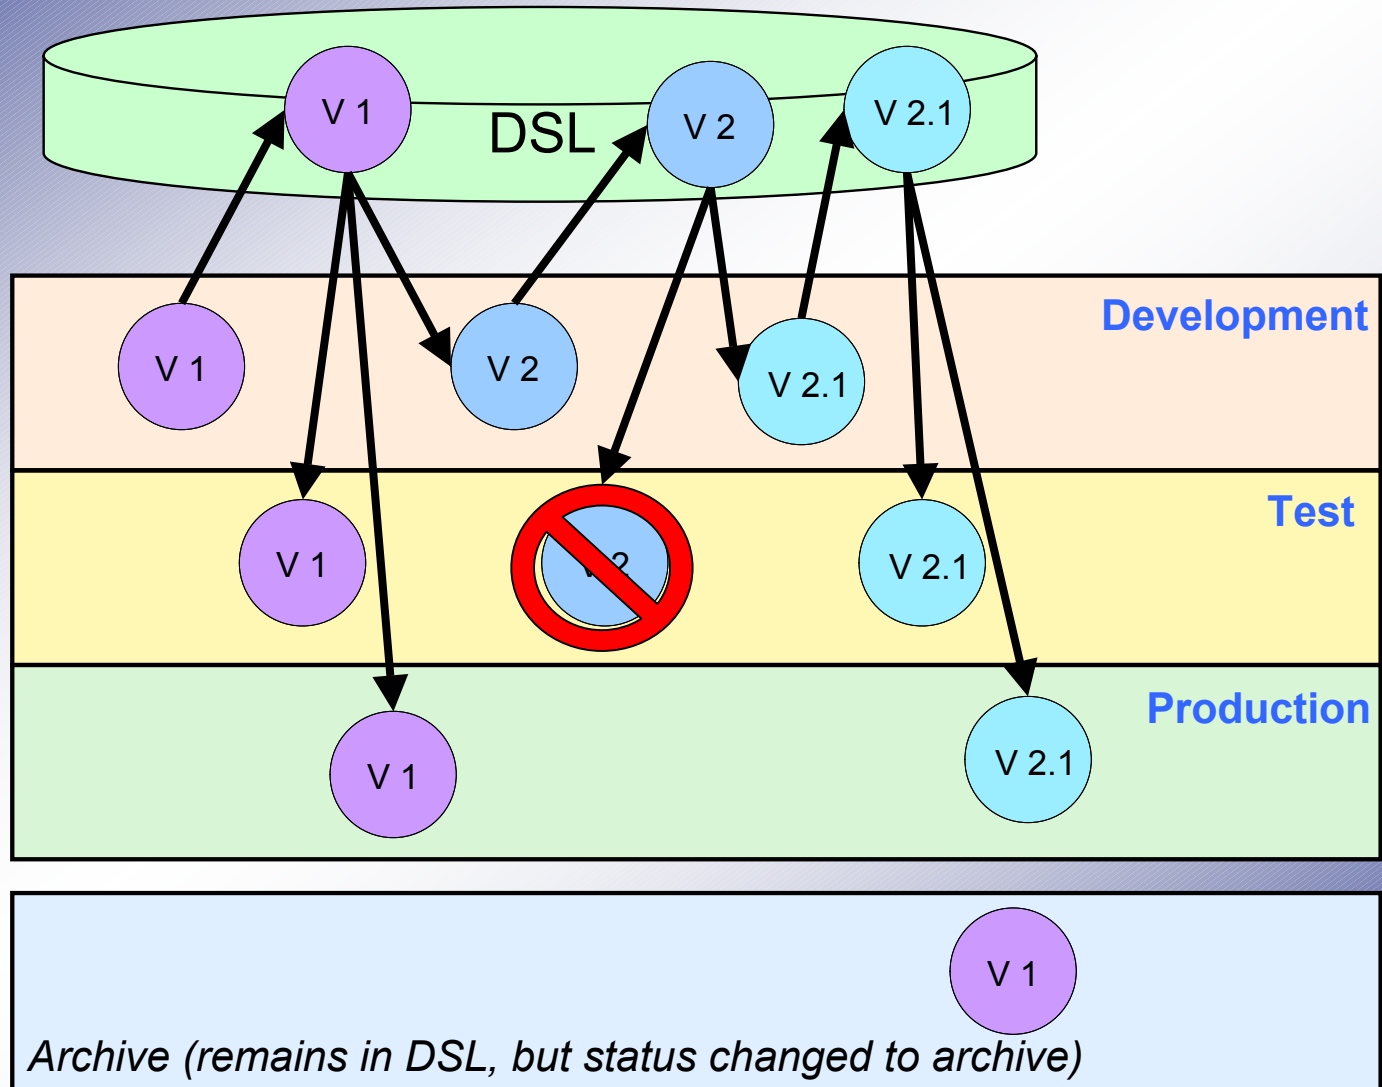 V 1
DSL
V 2
V 2.1
Development
V 1
V 2
V 2.1
Test
V 1
2
V 2.1
Production
V 1
V 2.1
V 1
Archive (remains in DSL, but status changed to archive)